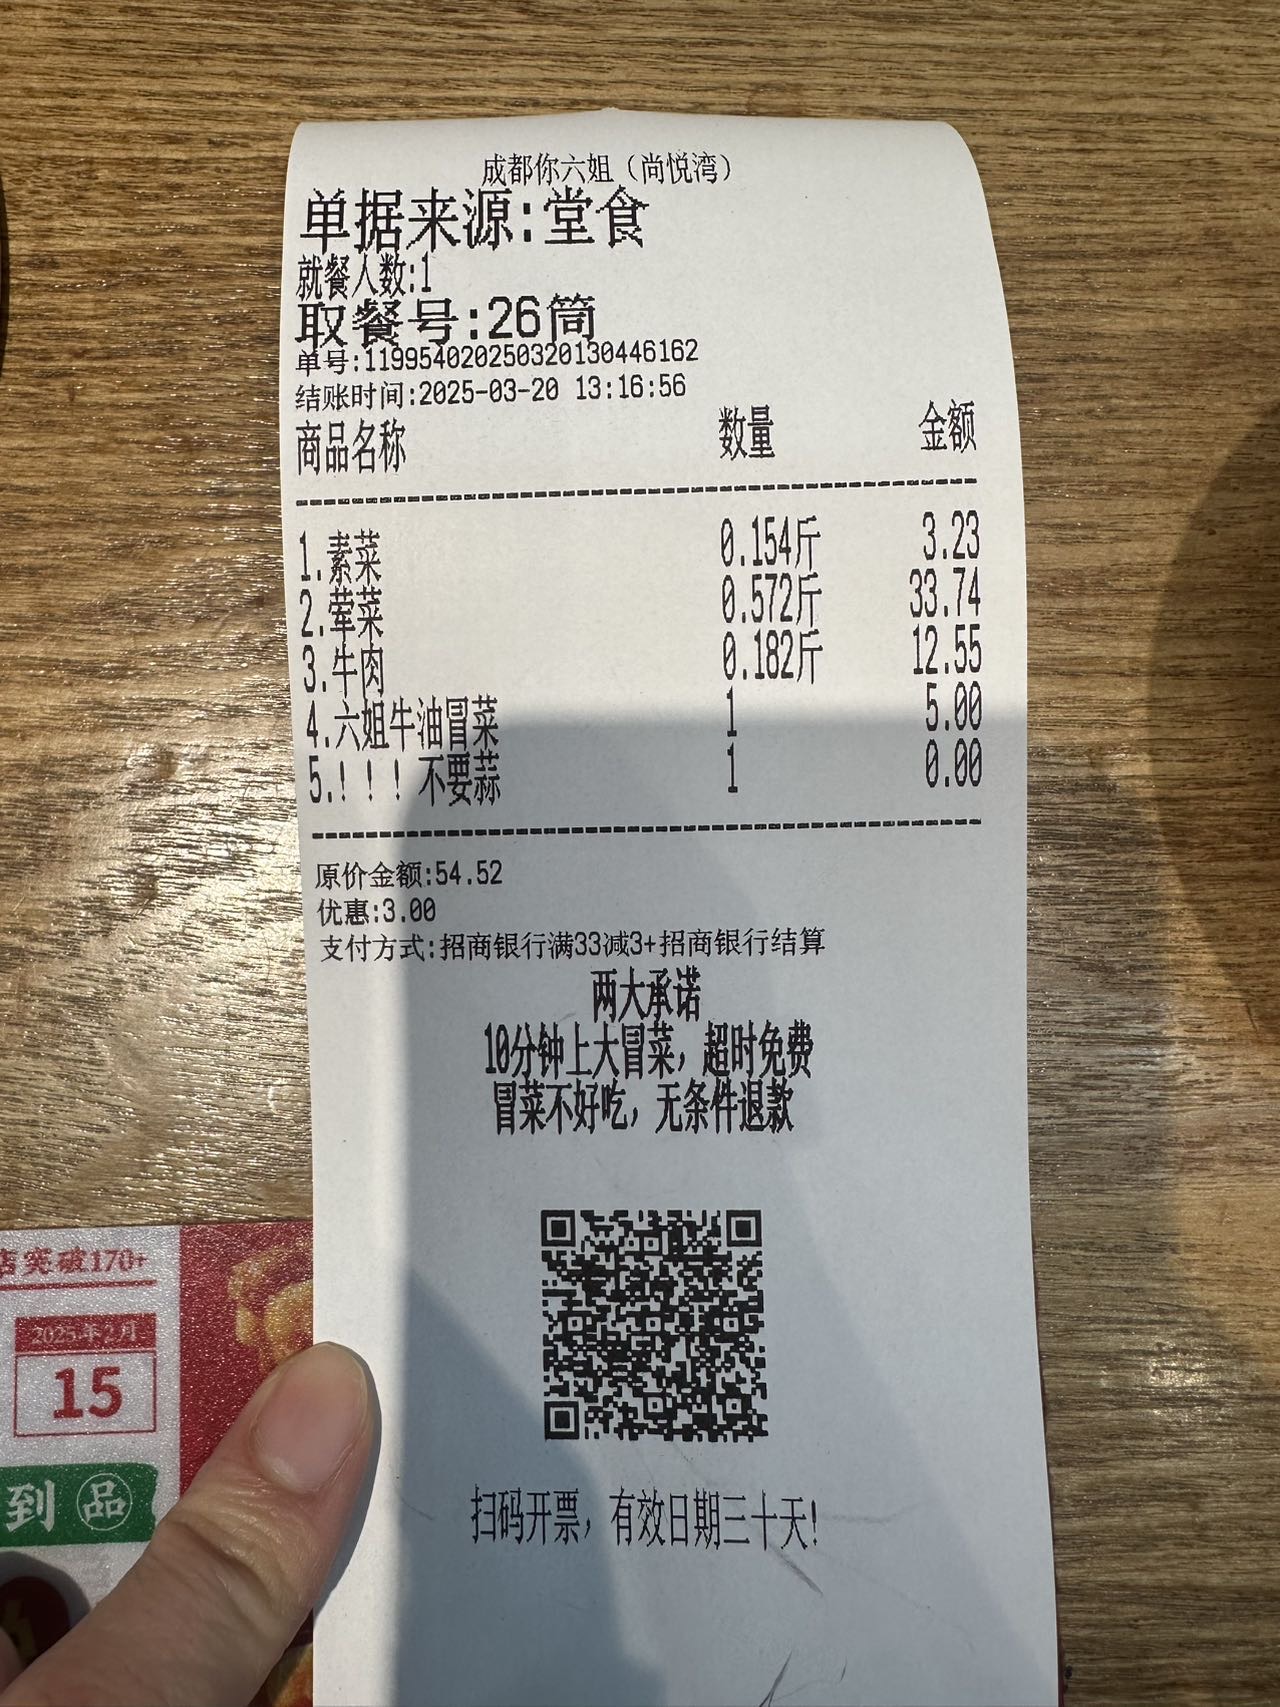 成都你六姐（尚悦湾）
单据来源:堂食
就餐人数:1
取餐号:26筒
单号:119954020250320130446162
结账时间:2025-03-20 13:16:56
商品名称 数量 金额
1.素菜 0.154斤 3.23
2.荤菜 0.572斤 33.74
3.牛肉 0.182斤 12.55
4.六姐牛油冒菜 1 5.00
5.！！！不要蒜 1 0.00
原价金额:54.52
优惠:3.00
支付方式:招商银行满33减3+招商银行结算
两大承诺
10分钟上大冒菜，超时免费
冒菜不好吃，无条件退款
扫码开票，有效日期三十天!
店突破170+
2025年2月
15
到品